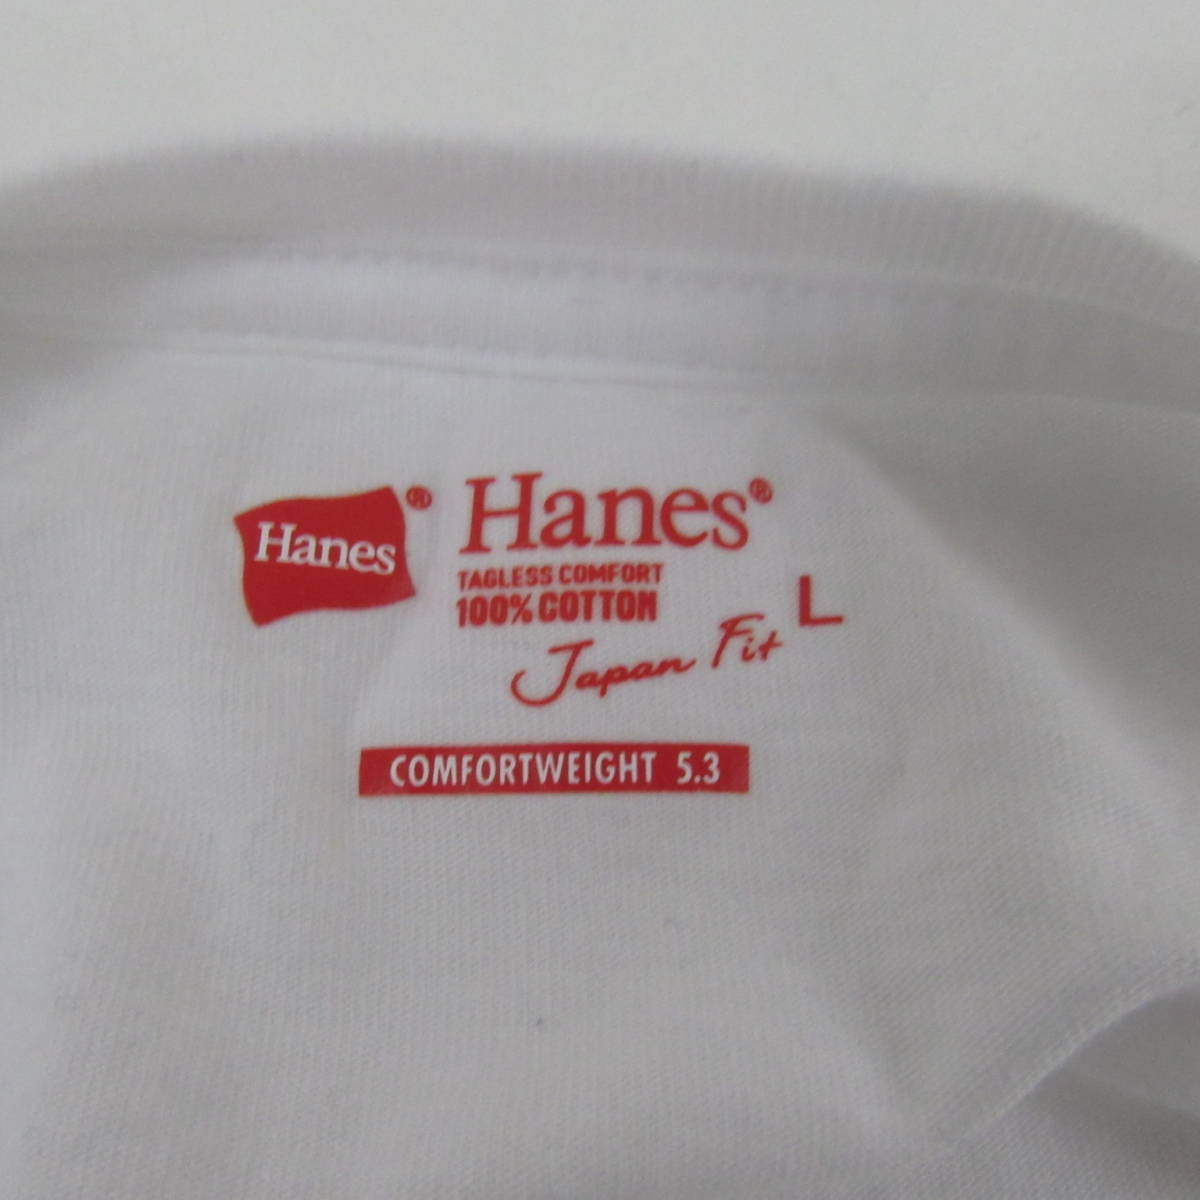 Hanes®
Hanes®
TAGLESS COMFORT
100% COTTON
L
Japan Fit
COMFORTWEIGHT 5.3